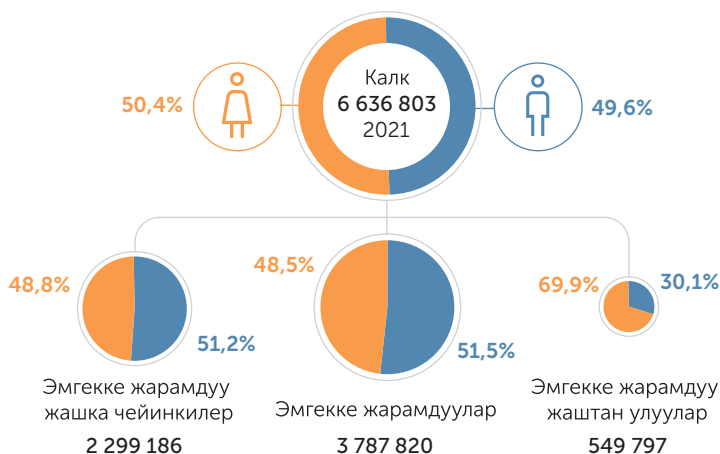 Калк
6 636 803
2021
50,4%
49,6%
48,8%
51,2%
Эмгекке жарамдуу
жашка чейинкилер
2 299 186
48,5%
51,5%
Эмгекке жарамдуулар
3 787 820
69,9%
30,1%
Эмгекке жарамдуу
жаштан улуулар
549 797